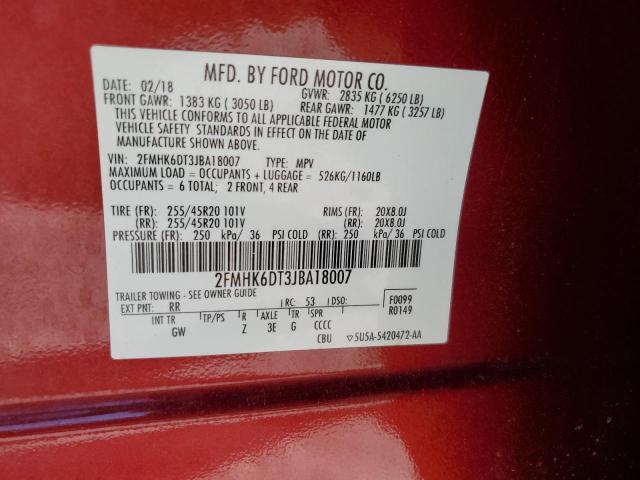 MFD. BY FORD MOTOR CO.
DATE: 02/18 GVWR: 2835 KG ( 6250 LB)
FRONT GAWR: 1383 KG ( 3050 LB) REAR GAWR: 1477 KG ( 3257 LB)
THIS VEHICLE CONFORMS TO ALL APPLICABLE FEDERAL MOTOR
VEHICLE SAFETY STANDARDS IN EFFECT ON THE DATE OF
MANUFACTURE SHOWN ABOVE.
VIN: 2FMHK6DT3JBA18007 TYPE: MPV
MAXIMUM LOAD = OCCUPANTS + LUGGAGE = 526KG/1160LB
OCCUPANTS = 6 TOTAL; 2 FRONT, 4 REAR
TIRE (FR): 255/45R20 101V RIMS (FR): 20X8.0J
(RR): 255/45R20 101V (RR): 20X8.0J
PRESSURE (FR): 250 kPa/ 36 PSI COLD (RR): 250 kPa/ 36 PSI COLD
2FMHK6DT3JBA18007
TRAILER TOWING - SEE OWNER GUIDE
EXT PNT: RR RC: 53 DSO: F0099
R0149
INT TR TP/PS R AXLE TR SPR
GW Z 3E G CCCC
CBU ▽5U5A-5420472-AA